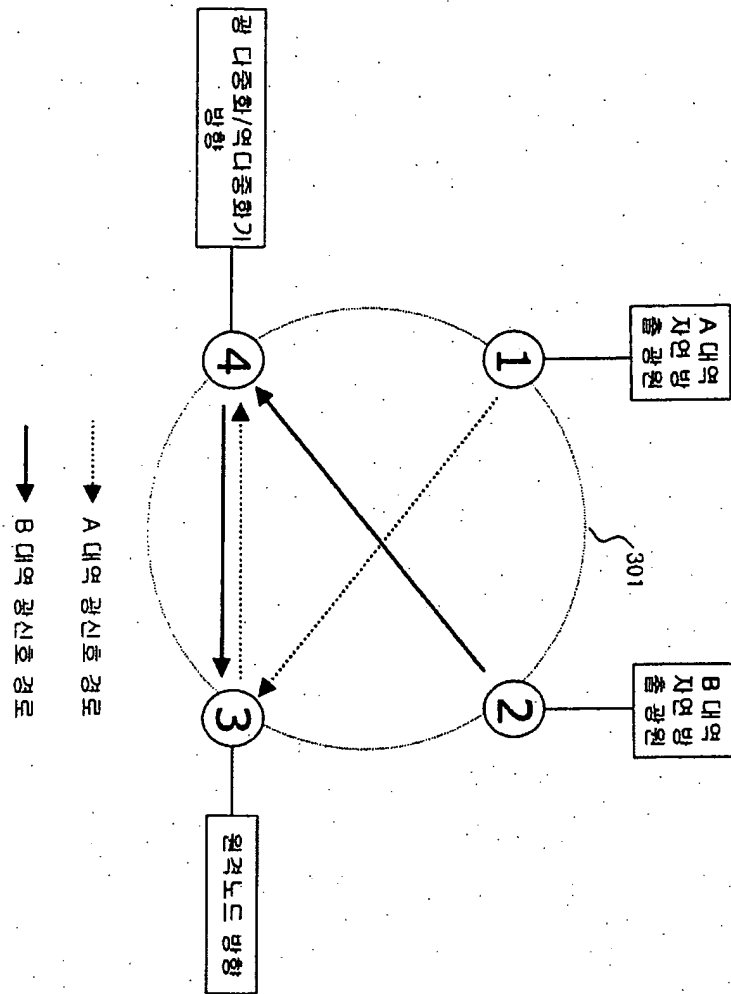 A 대역
자연 방
출 광원
B 대역
자연 방
출 광원
301
1
2
광 다중화/역다중화기
방향
4
3
원격노드 방향
A 대역 광신호 경로
B 대역 광신호 경로